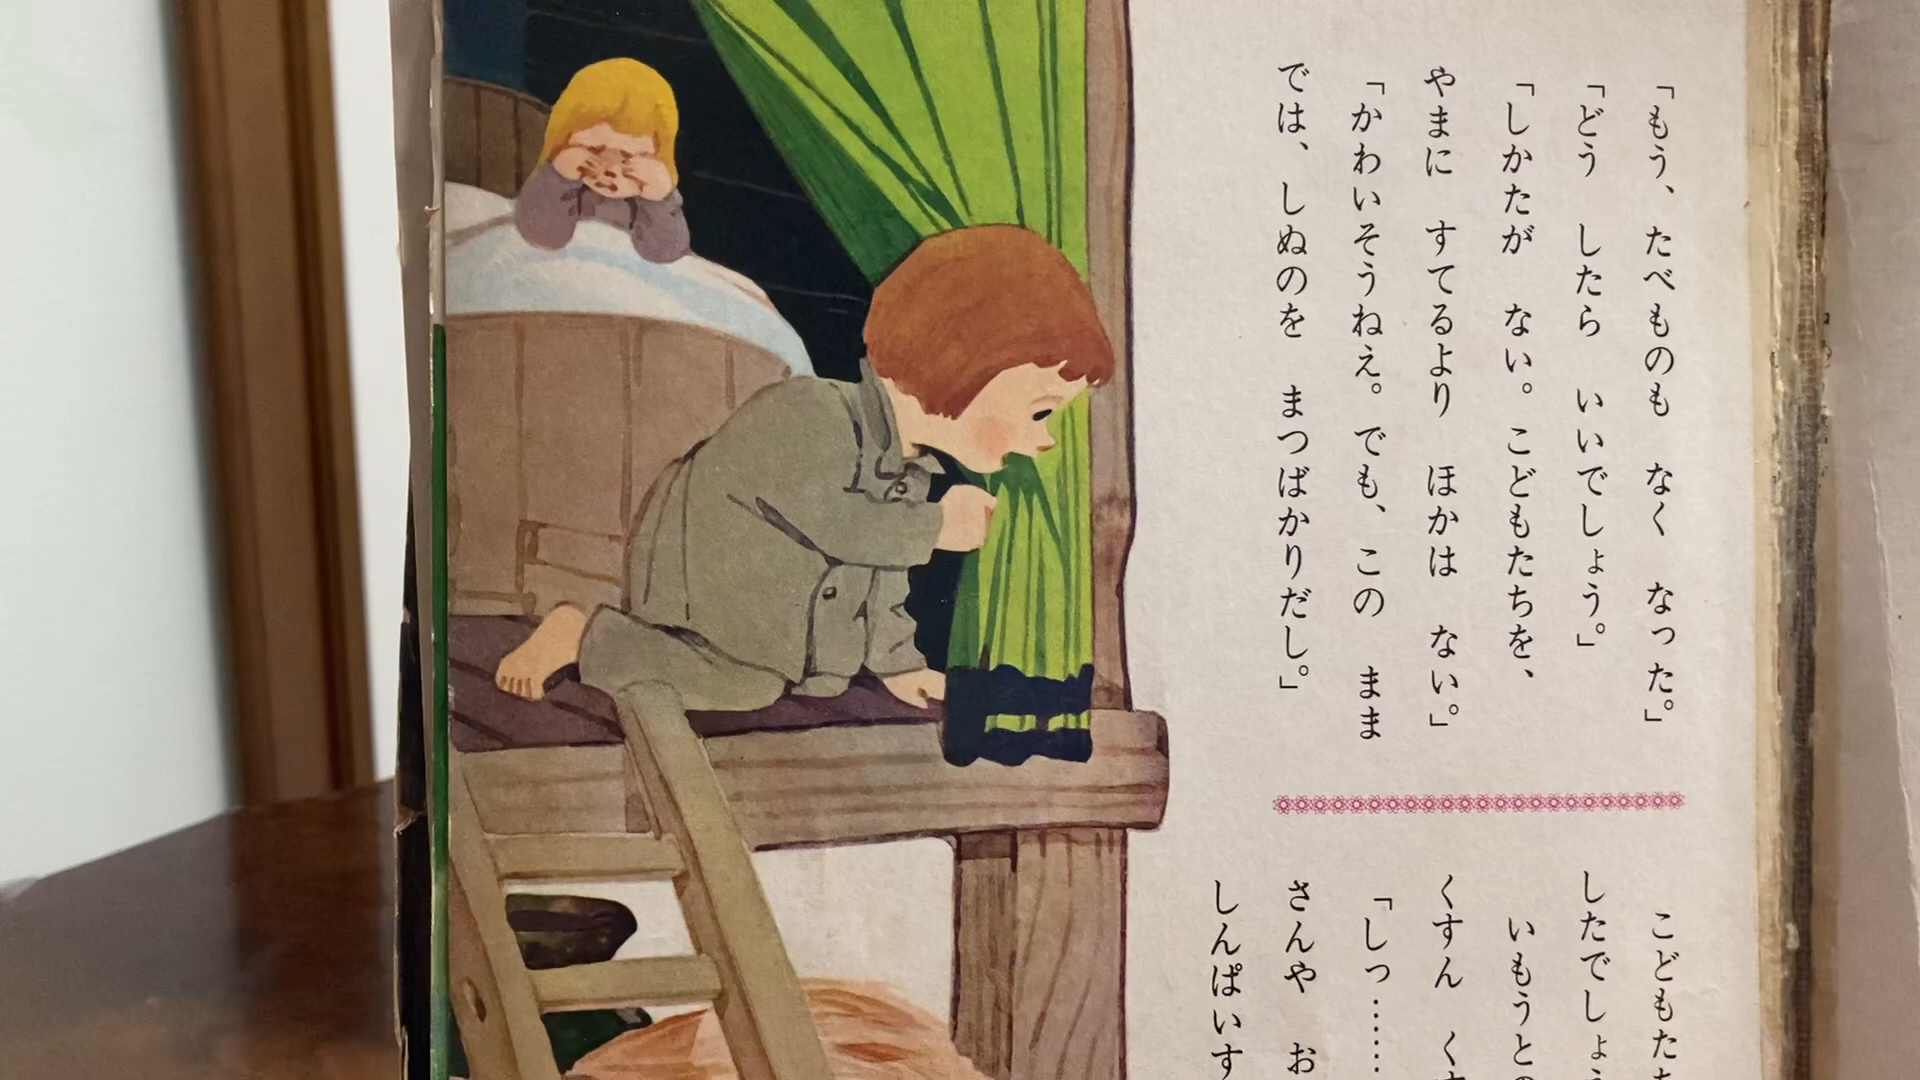 「もう、たべものも　なく　なった。」
「どう　したら　いいでしょう。」
「しかたが　ない。こどもたちを、
やまに　すてるより　ほかは　ない。」
「かわいそうねえ。でも、この　まま
では、しぬのを　まつばかりだし。」
こどもた
したでしょ
いもうとの
くすん　く
「しっ……
さんや　お
しんぱいす